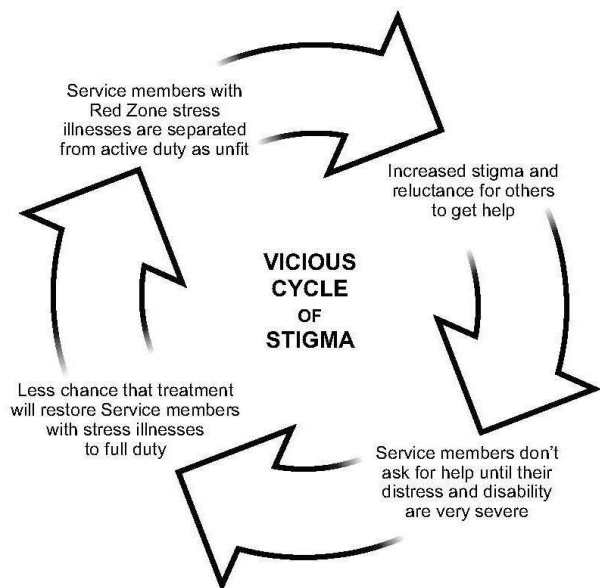 Service members with
Red Zone stress
illnesses are separated
from active duty as unfit
Increased stigma and
reluctance for others
to get help
VICIOUS
CYCLE
OF
STIGMA
Service members don't
ask for help until their
distress and disability
are very severe
Less chance that treatment
will restore Service members
with stress illnesses
to full duty